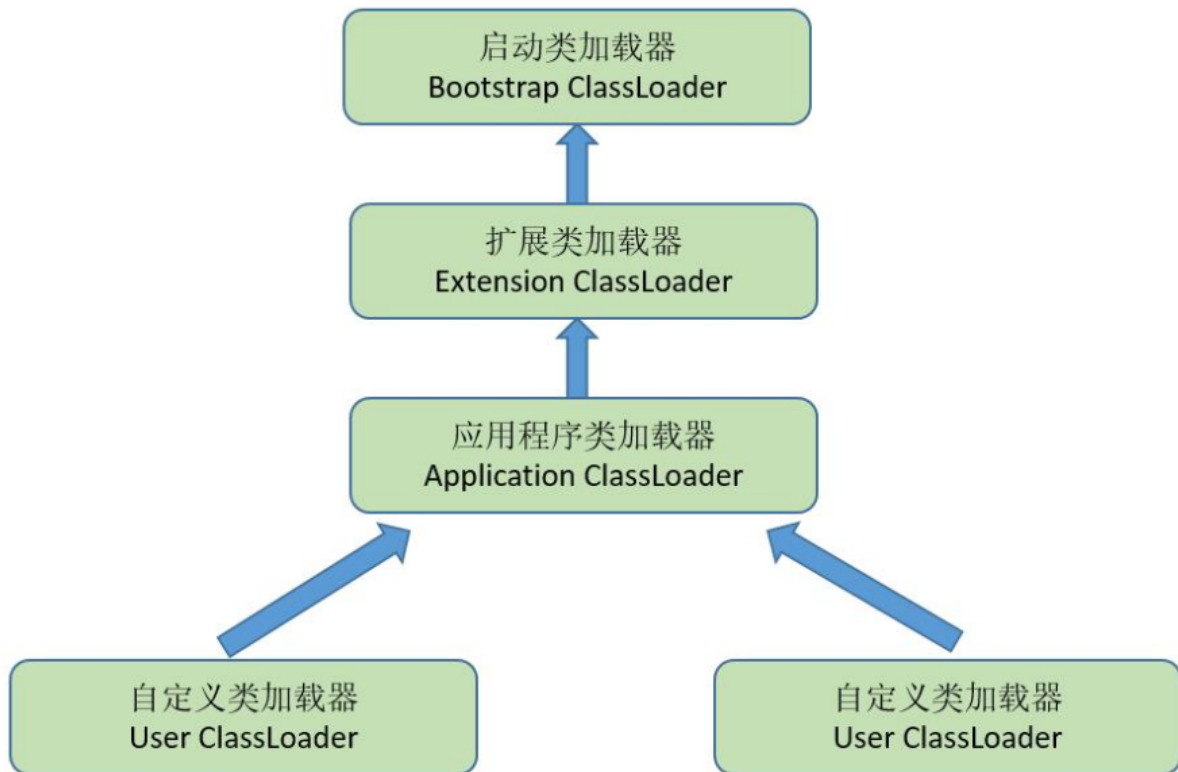 启动类加载器
Bootstrap ClassLoader
扩展类加载器
Extension ClassLoader
应用程序类加载器
Application ClassLoader
自定义类加载器
User ClassLoader
自定义类加载器
User ClassLoader